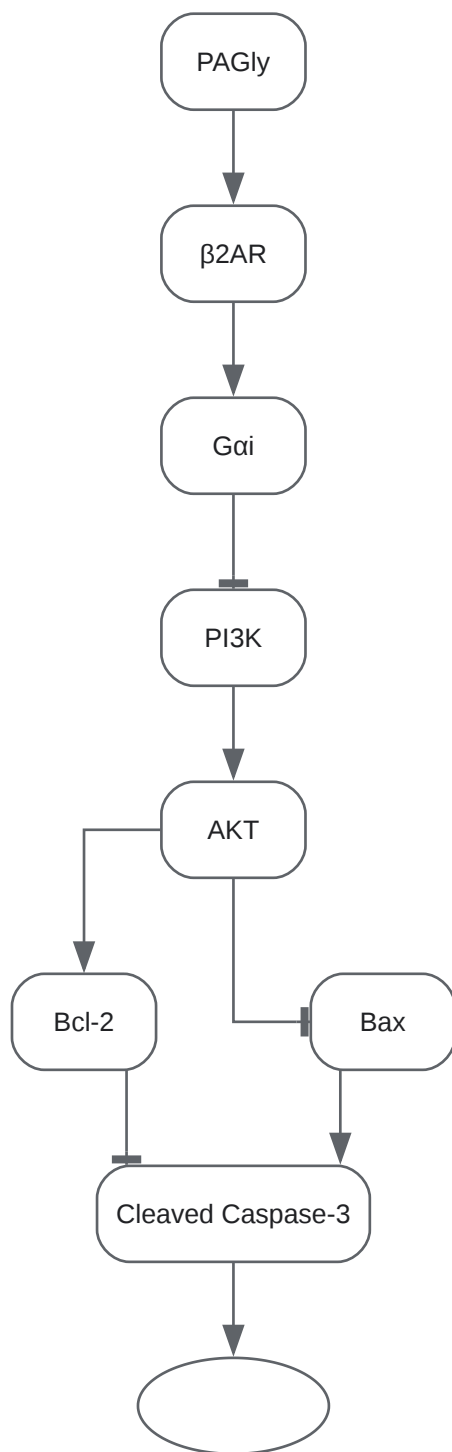 PAGly
β2AR
Gαi
PI3K
AKT
Bcl-2
Bax
Cleaved Caspase-3